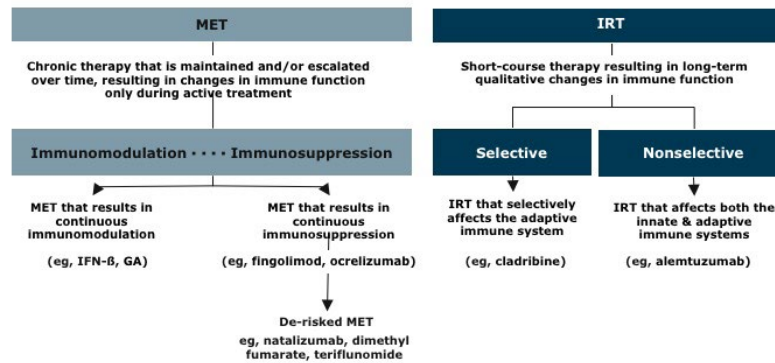 MET
Chronic therapy that is maintained and/or escalated
over time, resulting in changes in immune function
only during active treatment
Immunomodulation ···· Immunosuppression
MET that results in
continuous
immunomodulation
(eg, IFN-ß, GA)
MET that results in
continuous
immunosuppression
(eg, fingolimod, ocrelizumab)
De-risked MET
eg, natalizumab, dimethyl
fumarate, teriflunomide
IRT
Short-course therapy resulting in long-term
qualitative changes in immune function
Selective
IRT that selectively
affects the adaptive
immune system
(eg, cladribine)
Nonselective
IRT that affects both the
innate & adaptive
immune systems
(eg, alemtuzumab)